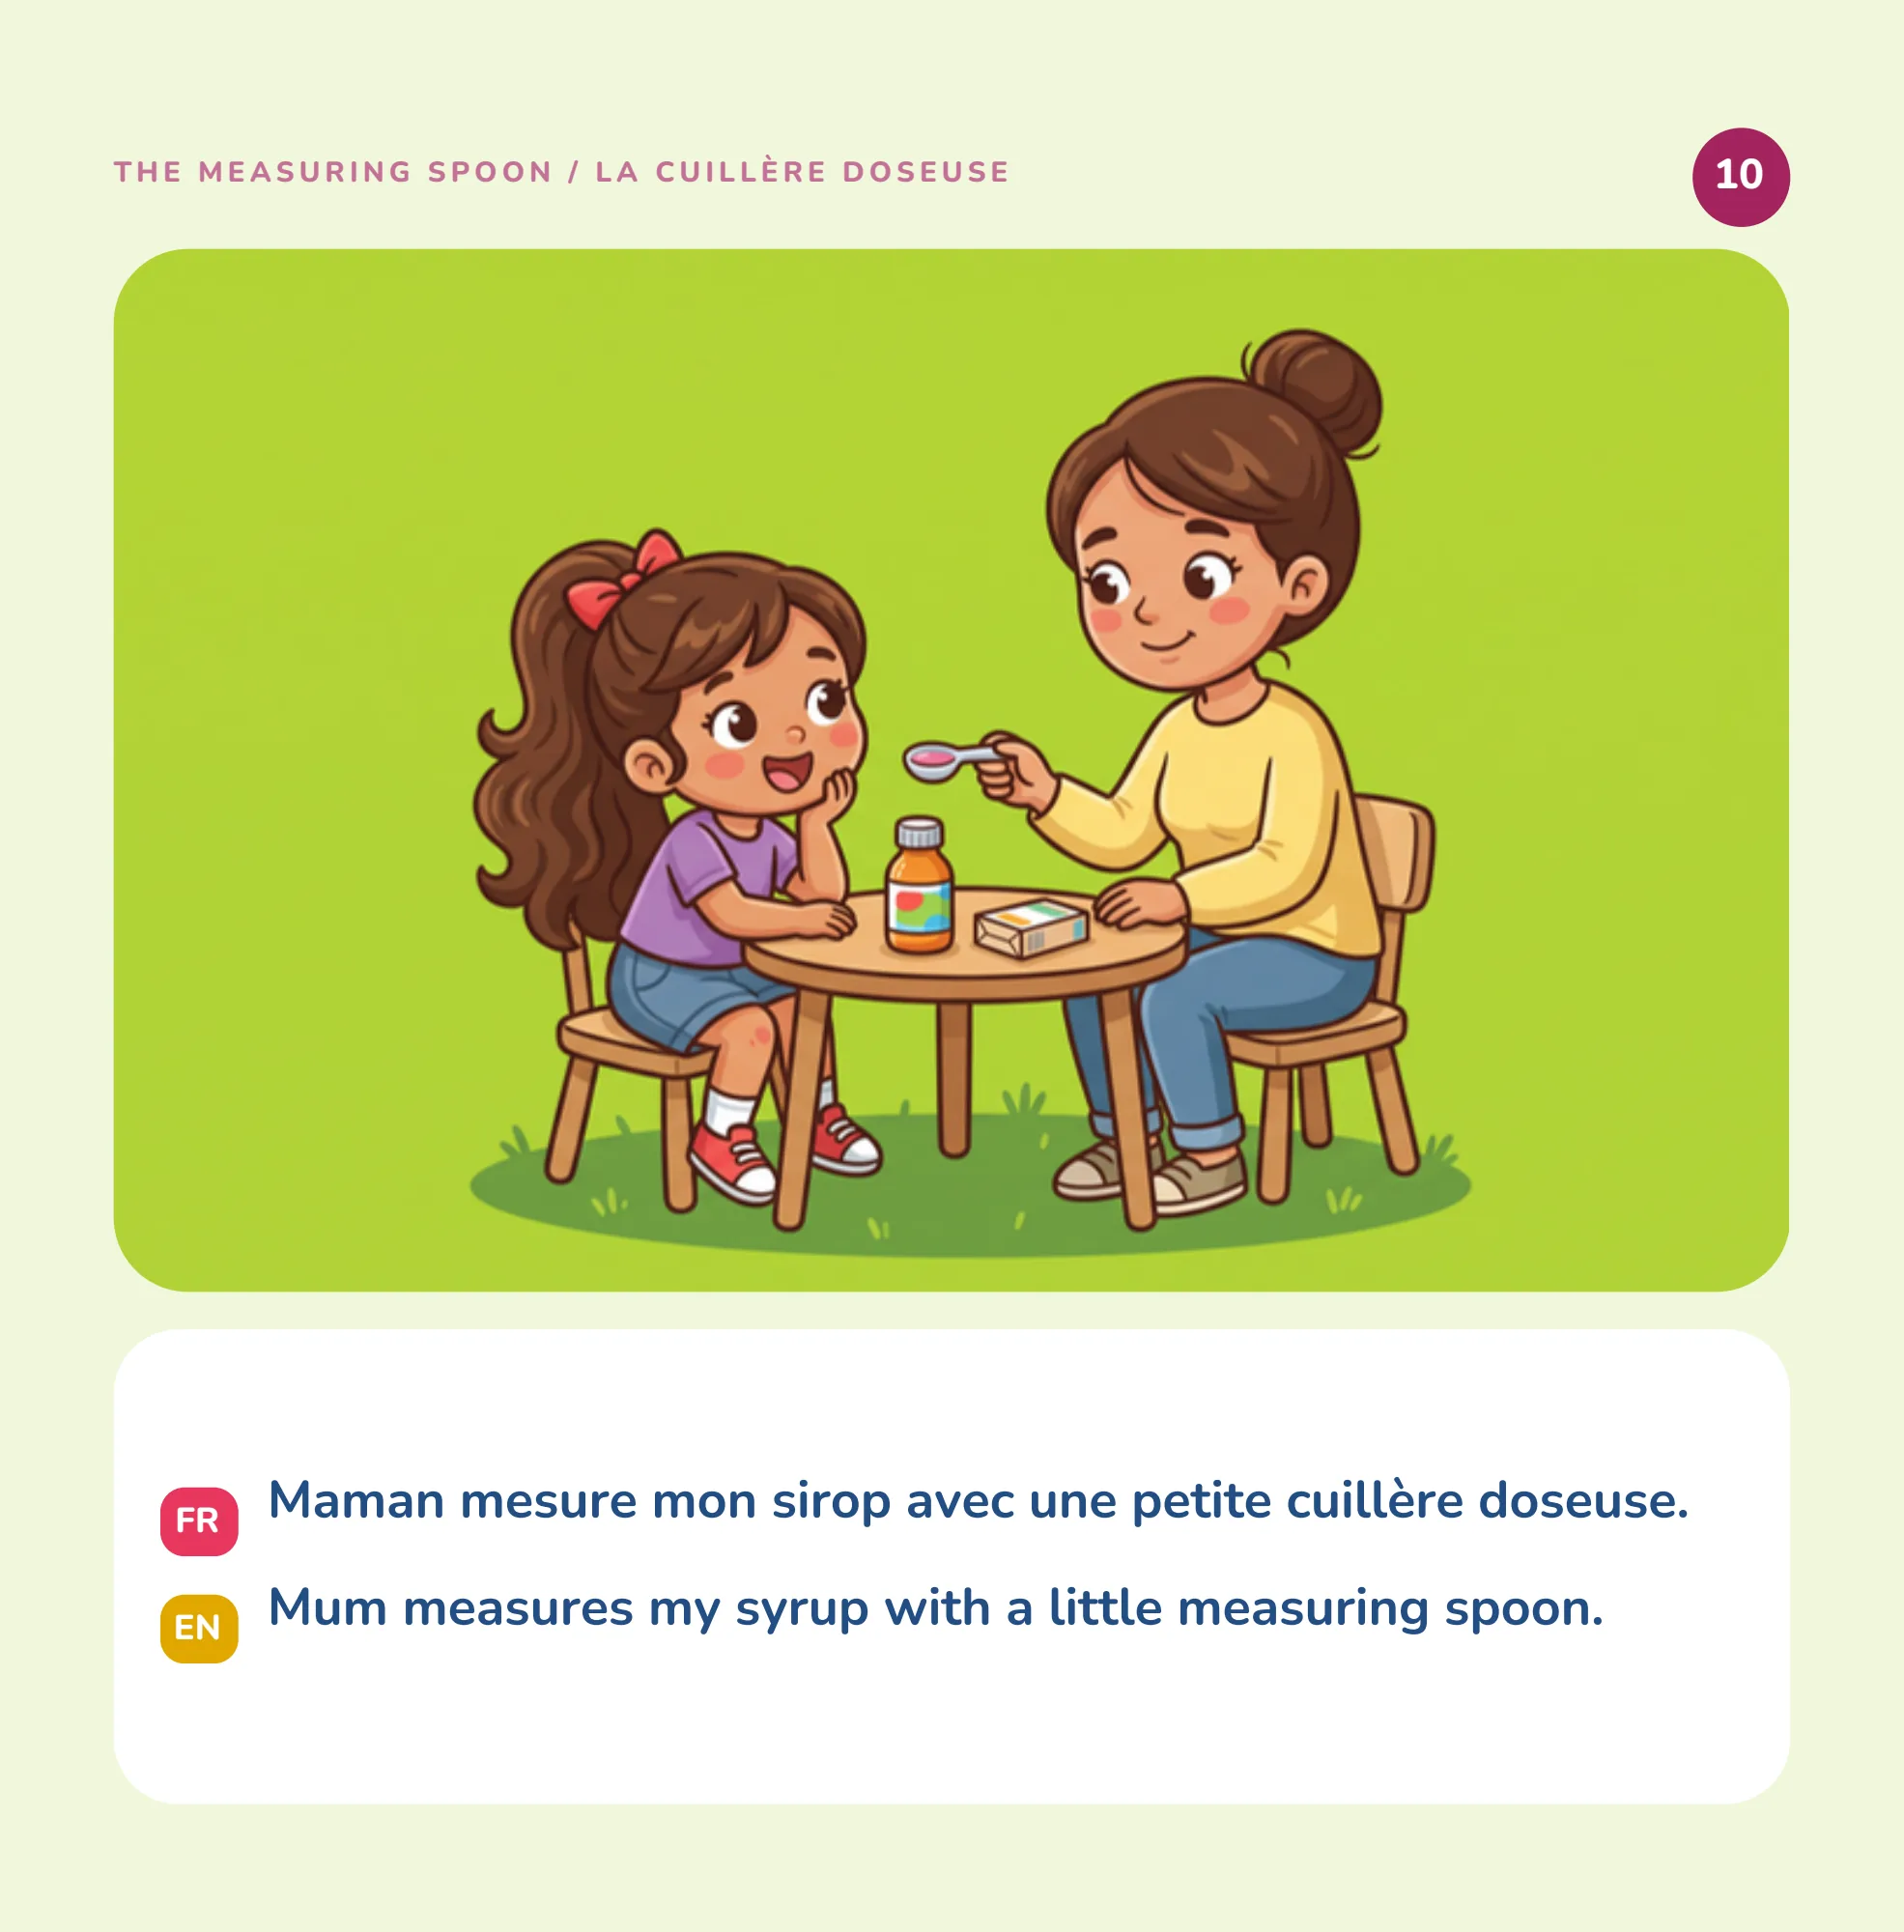 THE MEASURING SPOON / LA CUILLÈRE DOSEUSE
10
FR Maman mesure mon sirop avec une petite cuillère doseuse.
EN Mum measures my syrup with a little measuring spoon.